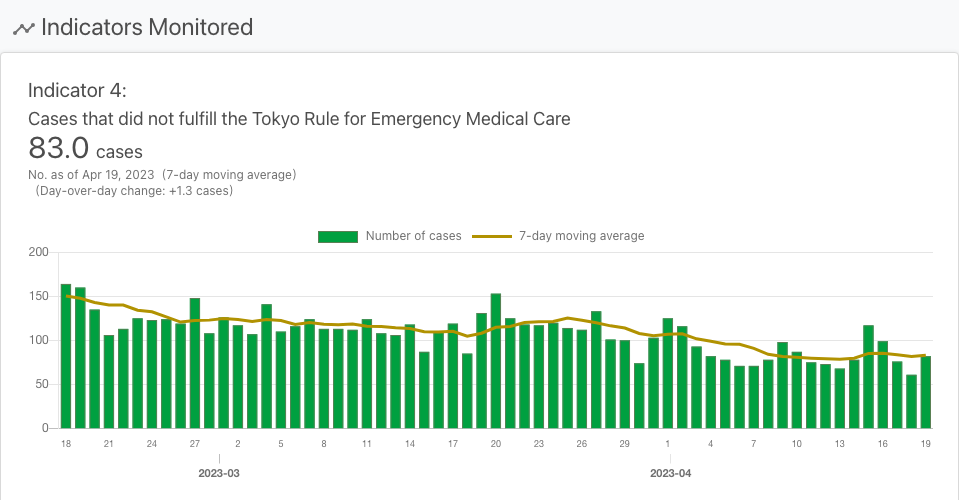 Indicators Monitored
Indicator 4:
Cases that did not fulfill the Tokyo Rule for Emergency Medical Care
83.0 cases
No. as of Apr 19, 2023 (7-day moving average)
(Day-over-day change: +1.3 cases)
Number of cases 7-day moving average
200
150
100
50
0
18 21 24 27 2 5 8 11 14 17 20 23 26 29 1 4 7 10 13 16 19
2023-03 2023-04